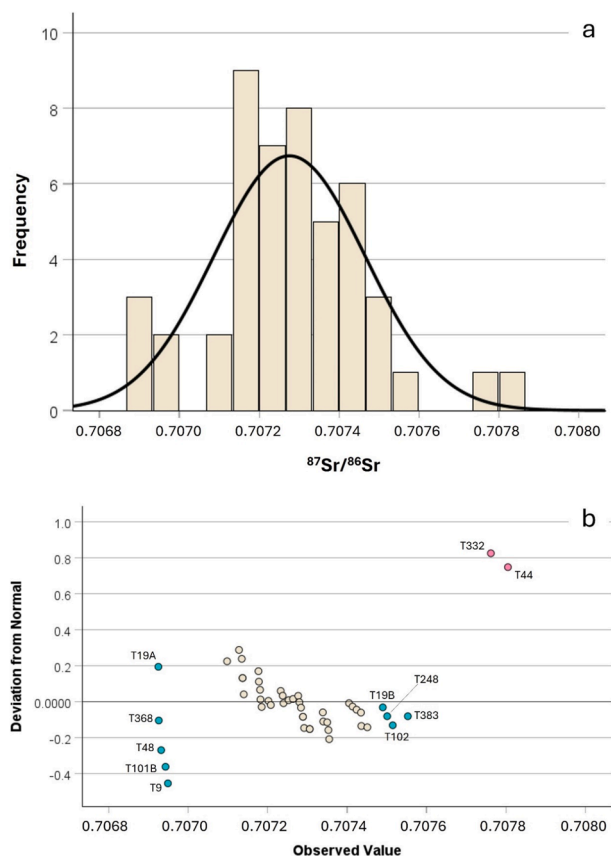 a
10
8
6
4
2
0
Frequency
0.7068 0.7070 0.7072 0.7074 0.7076 0.7078 0.7080
⁸⁷Sr/⁸⁶Sr
b
1.0
0.8
0.6
0.4
0.2
0.0000
-0.2
-0.4
Deviation from Normal
T332
T44
T19A
T248
T19B
T368
T383
T102
T48
T101B
T9
0.7068 0.7070 0.7072 0.7074 0.7076 0.7078 0.7080
Observed Value